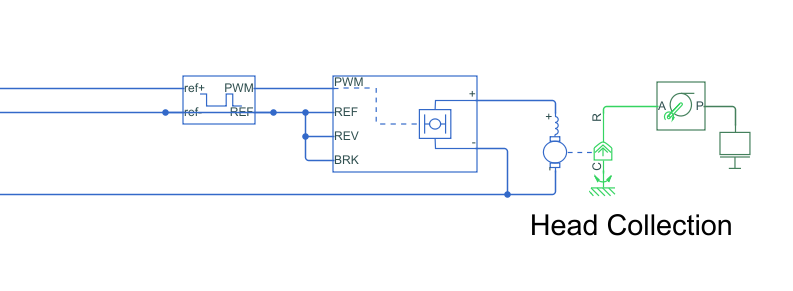 ref+ PWM
ref- REF
PWM
REF
REV
BRK
+
-
+
-
R
C
A P
Head Collection